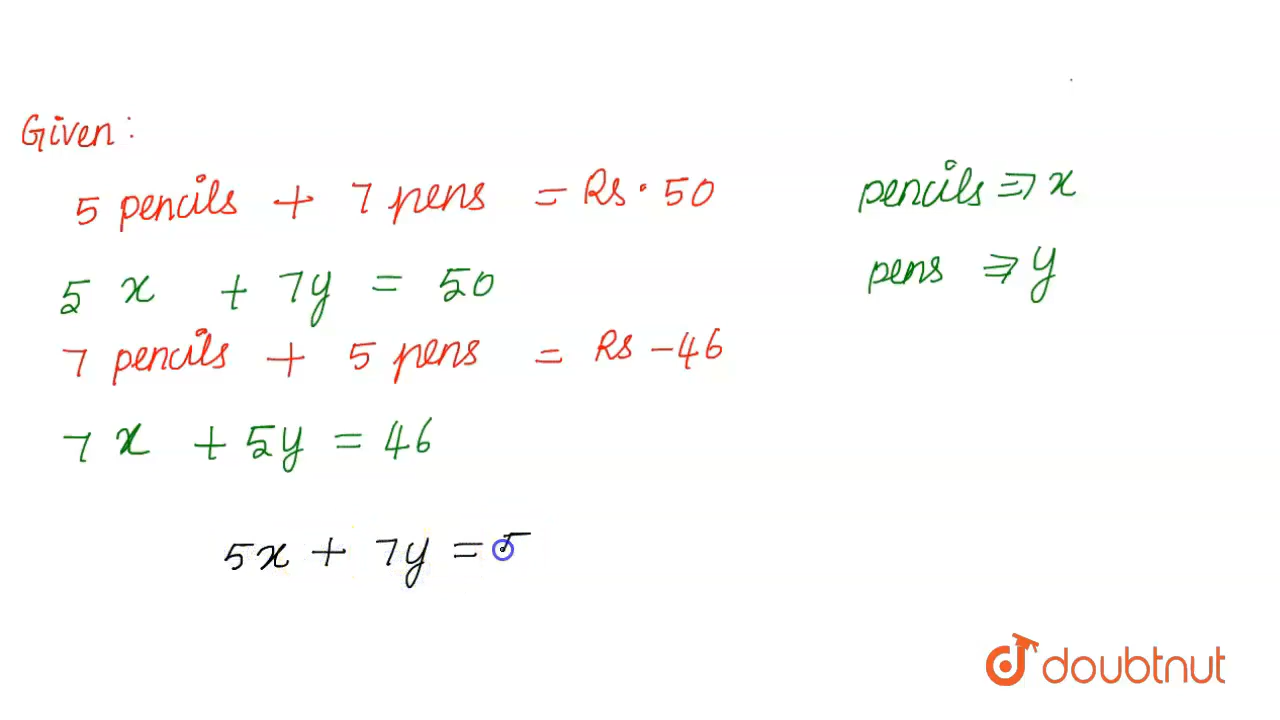 Given:
5 pencils + 7 pens = Rs. 50
pencils ⇒ x
5 x + 7y = 50
pens ⇒ y
7 pencils + 5 pens = Rs - 46
7 x + 5y = 46
5x + 7y = 5
doubtnut